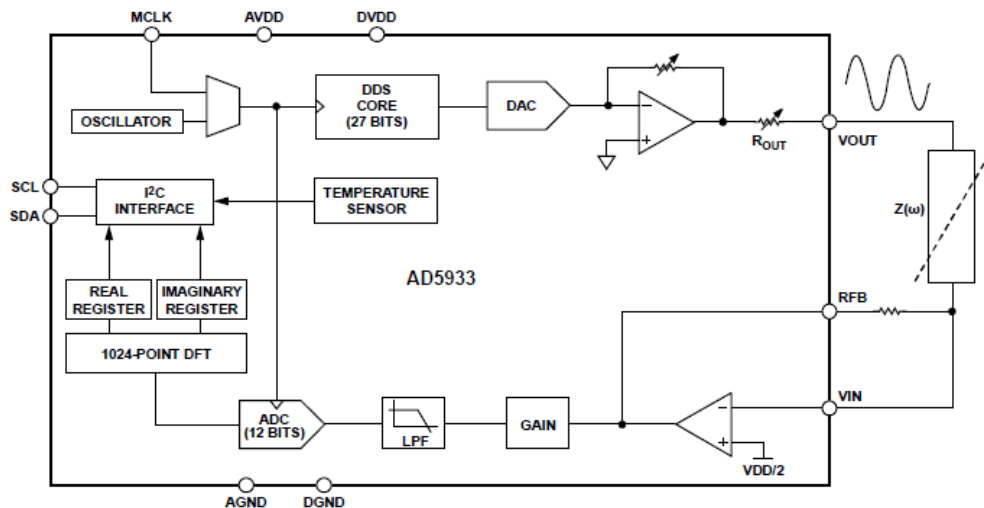 MCLK
AVDD
DVDD
OSCILLATOR
DDS
CORE
(27 BITS)
DAC
−
+
ROUT
VOUT
SCL
SDA
I2C
INTERFACE
TEMPERATURE
SENSOR
Z(ω)
AD5933
REAL
REGISTER
IMAGINARY
REGISTER
RFB
1024-POINT DFT
ADC
(12 BITS)
LPF
GAIN
−
+
VIN
VDD/2
AGND
DGND